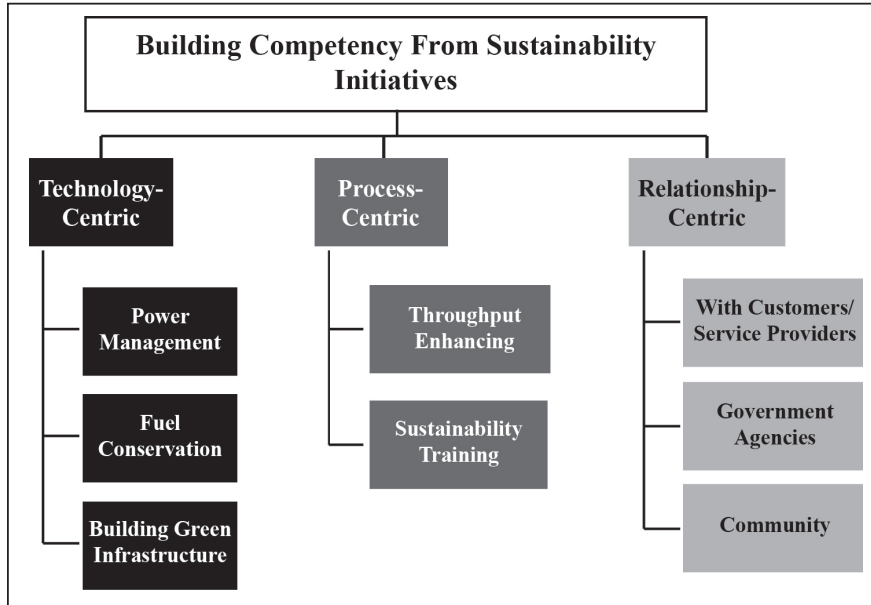 Building Competency From Sustainability
Initiatives
Technology-
Centric
Power
Management
Fuel
Conservation
Building Green
Infrastructure
Process-
Centric
Throughput
Enhancing
Sustainability
Training
Relationship-
Centric
With Customers/
Service Providers
Government
Agencies
Community